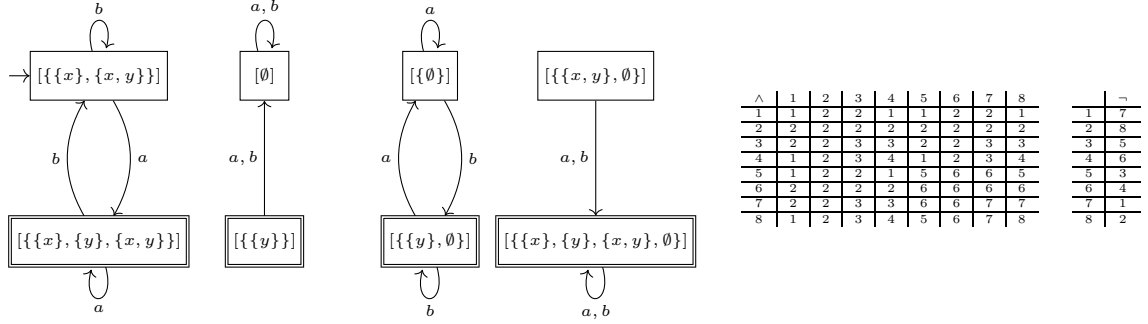 b
a, b
a
[{{x}, {x, y}}]
[∅]
[{∅}]
[{{x, y}, ∅}]
b
a
a, b
a
b
a, b
[{{x}, {y}, {x, y}}]
[{{y}}]
[{{y}, ∅}]
[{{x}, {y}, {x, y}, ∅}]
a
b
a, b
∧ 1 2 3 4 5 6 7 8
1 1 2 2 1 1 2 2 1
2 2 2 2 2 2 2 2 2
3 2 2 3 3 2 2 3 3
4 1 2 3 4 1 2 3 4
5 1 2 2 1 5 6 6 5
6 2 2 2 2 6 6 6 6
7 2 2 3 3 6 6 7 7
8 1 2 3 4 5 6 7 8
¬
1 7
2 8
3 5
4 6
5 3
6 4
7 1
8 2